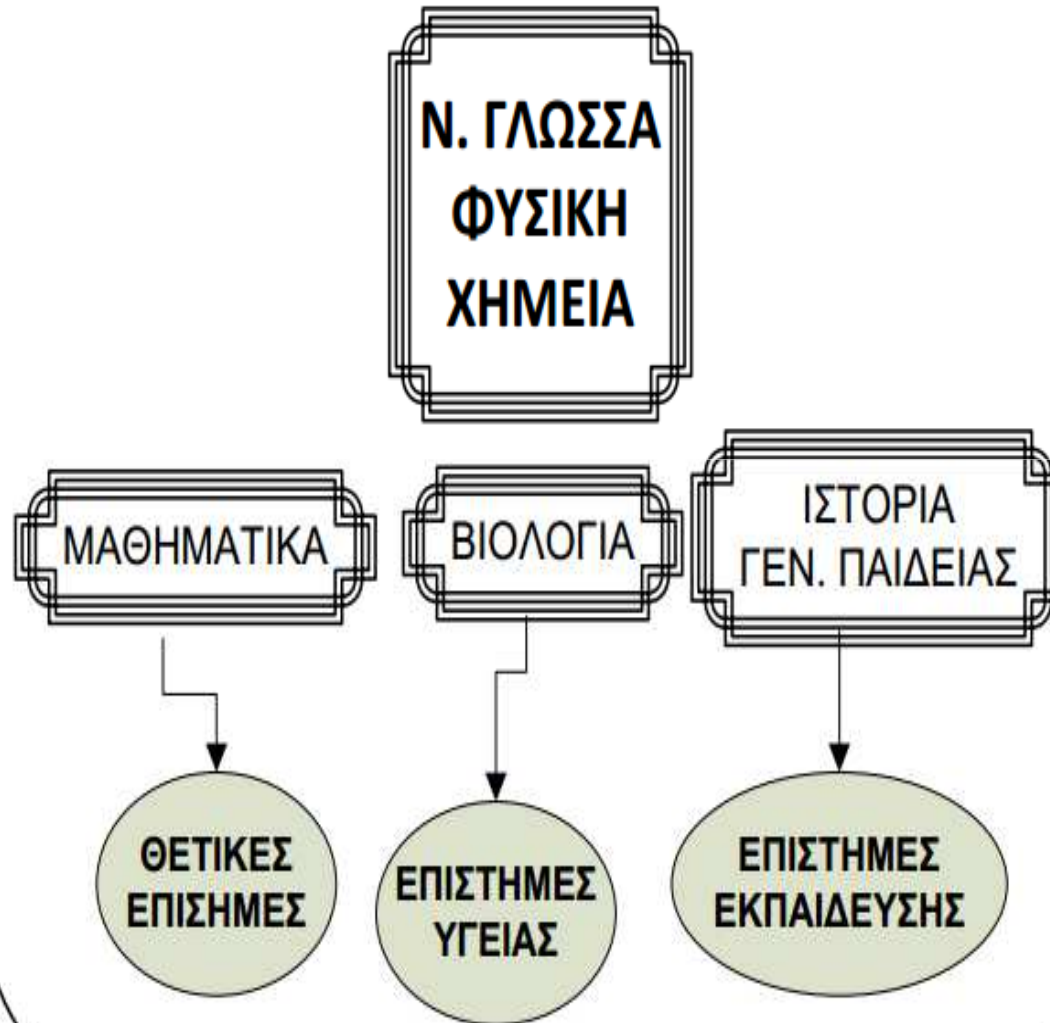 Ν. ΓΛΩΣΣΑ
ΦΥΣΙΚΗ
ΧΗΜΕΙΑ
ΜΑΘΗΜΑΤΙΚΑ
ΒΙΟΛΟΓΙΑ
ΙΣΤΟΡΙΑ
ΓΕΝ. ΠΑΙΔΕΙΑΣ
ΘΕΤΙΚΕΣ
ΕΠΙΣΗΜΕΣ
ΕΠΙΣΤΗΜΕΣ
ΥΓΕΙΑΣ
ΕΠΙΣΤΗΜΕΣ
ΕΚΠΑΙΔΕΥΣΗΣ